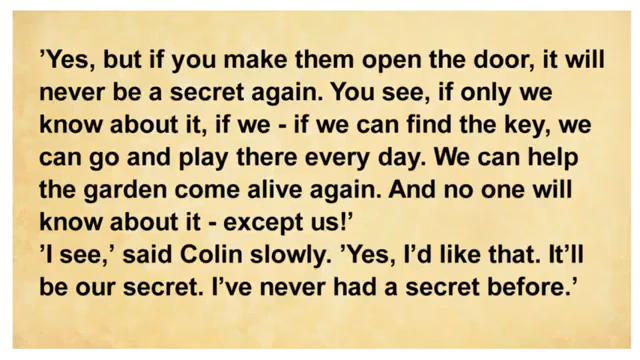 ’Yes, but if you make them open the door, it will
never be a secret again. You see, if only we
know about it, if we - if we can find the key, we
can go and play there every day. We can help
the garden come alive again. And no one will
know about it - except us!’
’I see,’ said Colin slowly. ’Yes, I’d like that. It’ll
be our secret. I’ve never had a secret before.’